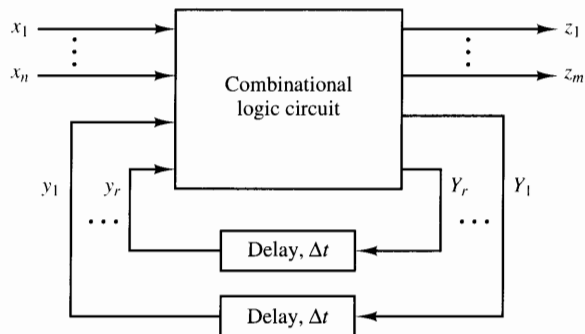 x₁ z₁
xₙ Combinational zₘ
logic circuit
y₁ yᵣ Yᵣ Y₁
Delay, Δt
Delay, Δt